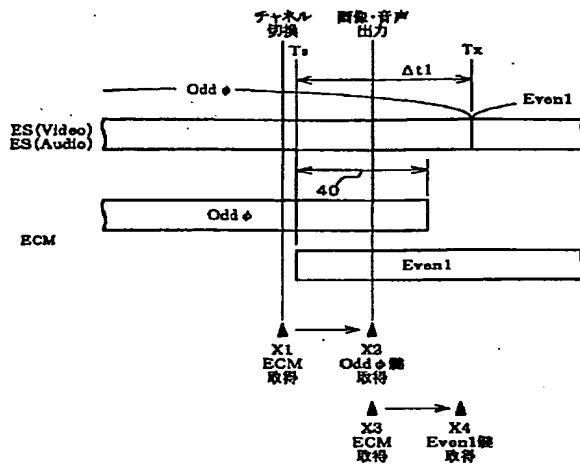 チャネル
切換
画像・音声
出力
Ts
Tx
Δt1
Odd φ
Even1
ES(Video)
ES(Audio)
40
Odd φ
ECM
Even1
X1
ECM
取得
X2
Odd φ鍵
取得
X3
ECM
取得
X4
Even1鍵
取得